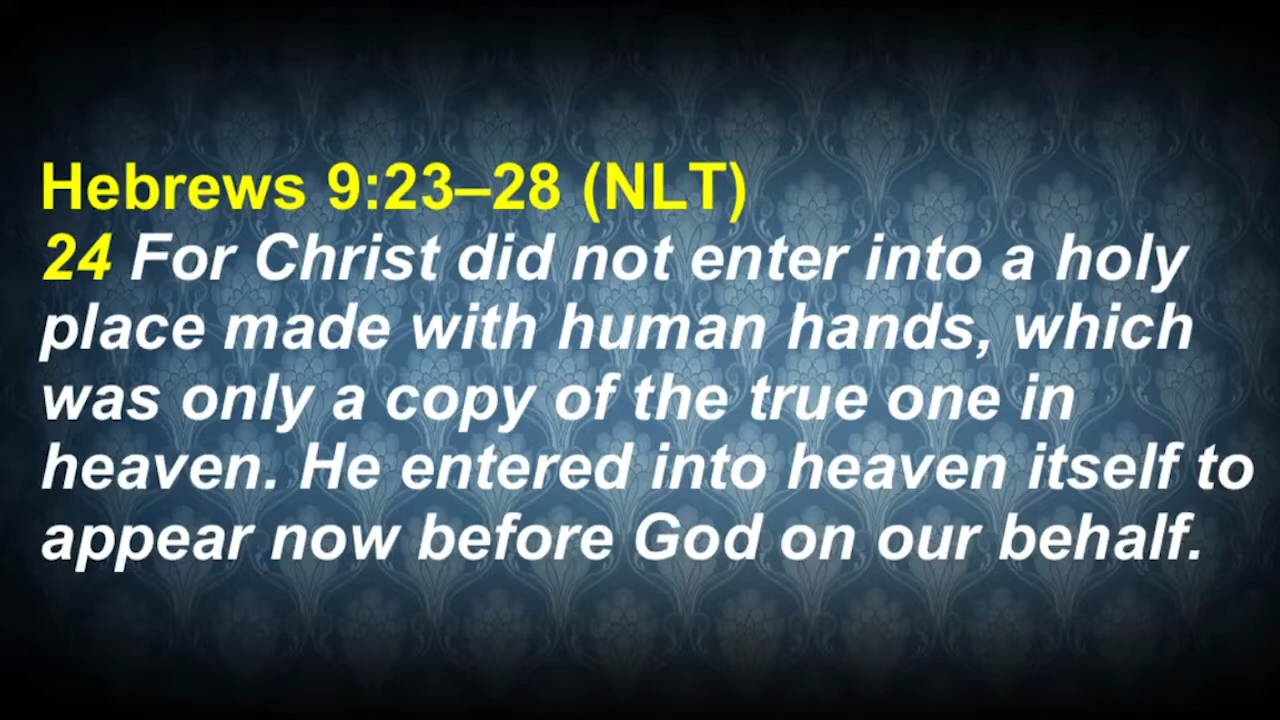 Hebrews 9:23–28 (NLT)
24 For Christ did not enter into a holy
place made with human hands, which
was only a copy of the true one in
heaven. He entered into heaven itself to
appear now before God on our behalf.